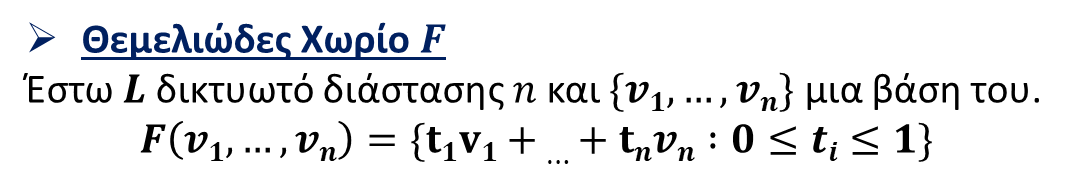 ➢ Θεμελιώδες Χωρίο F
Έστω L δικτυωτό διάστασης n και {v₁, …, vₙ} μια βάση του.
F(v₁, …, vₙ) = {t₁v₁ + … + tₙvₙ : 0 ≤ tᵢ ≤ 1}